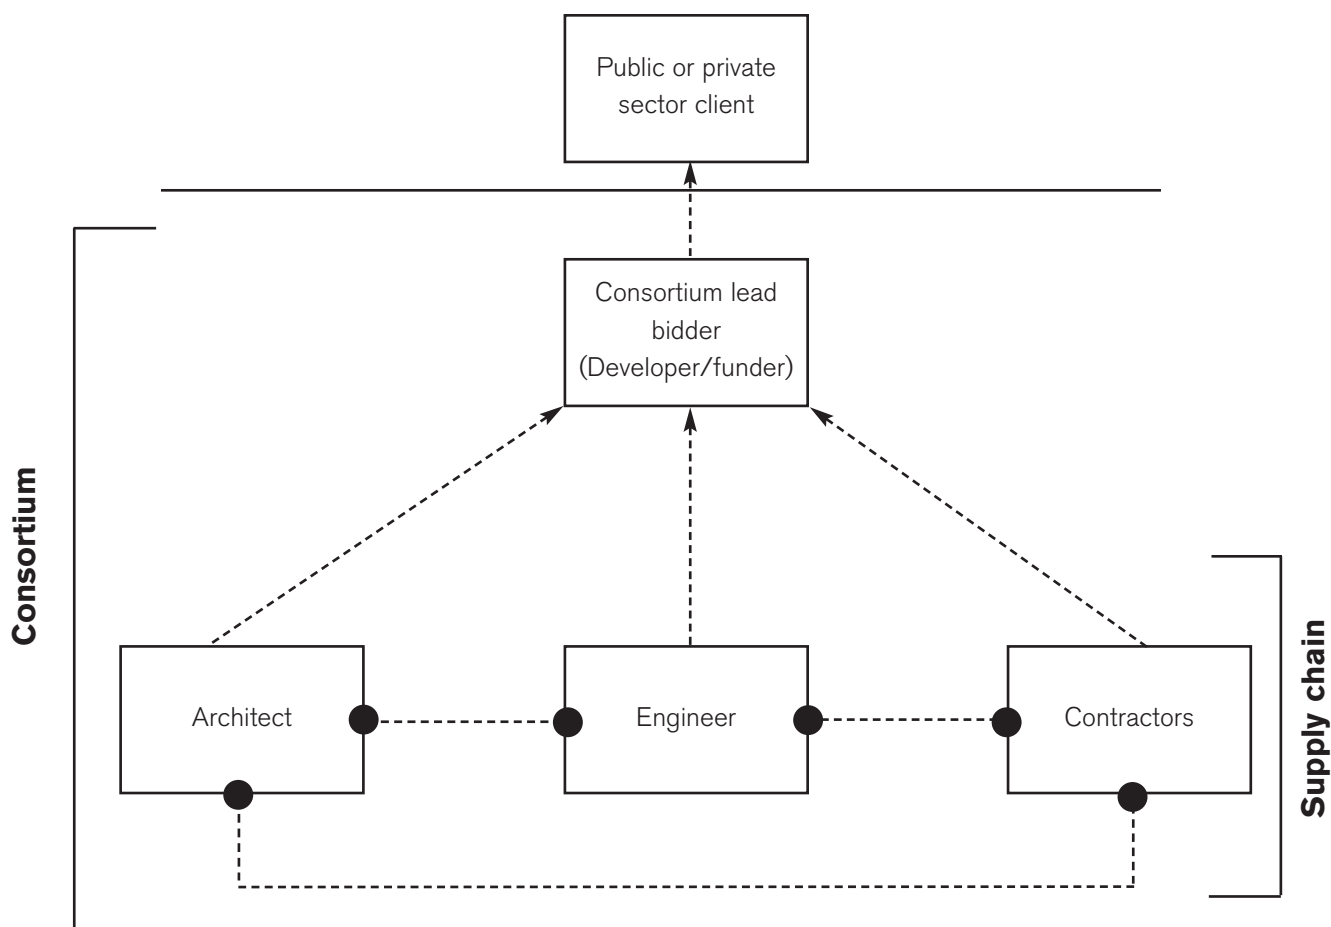 Public or private
sector client
Consortium lead
bidder
(Developer/funder)
Consortium
Architect
Engineer
Contractors
Supply chain